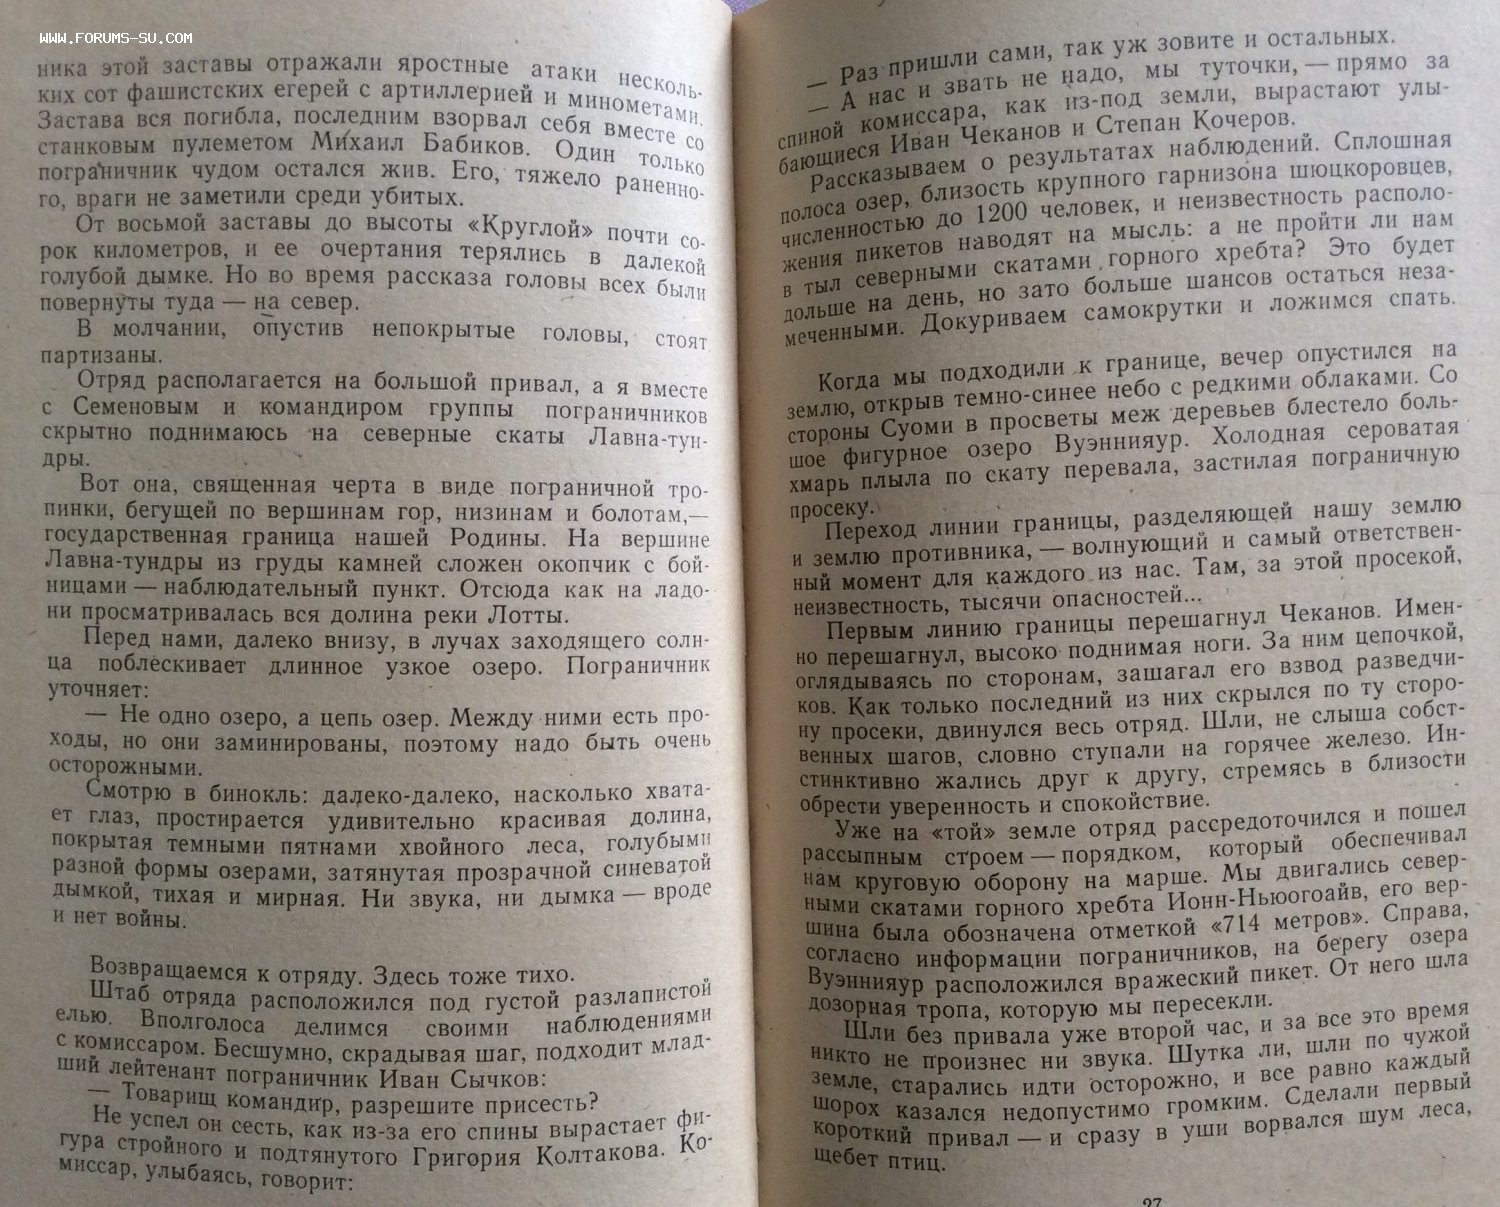 WWW.FORUMS-SU.COM
ника этой заставы отражали яростные атаки несколь-
ких сот фашистских егерей с артиллерией и минометами.
Застава вся погибла, последним взорвал себя вместе со
станковым пулеметом Михаил Бабиков. Один только
пограничник чудом остался жив. Его, тяжело раненно-
го, враги не заметили среди убитых.
От восьмой заставы до высоты «Круглой» почти со-
рок километров, и ее очертания терялись в далекой
голубой дымке. Но во время рассказа головы всех были
повернуты туда — на север.
В молчании, опустив непокрытые головы, стоят
партизаны.
Отряд располагается на большой привал, а я вместе
с Семеновым и командиром группы пограничников
скрытно поднимаюсь на северные скаты Лавна-тун-
дры.
Вот она, священная черта в виде пограничной тро-
пинки, бегущей по вершинам гор, низинам и болотам,—
государственная граница нашей Родины. На вершине
Лавна-тундры из груды камней сложен окопчик с бой-
ницами — наблюдательный пункт. Отсюда как на ладо-
ни просматривалась вся долина реки Лотты.
Перед нами, далеко внизу, в лучах заходящего солн-
ца поблескивает длинное узкое озеро. Пограничник
уточняет:
— Не одно озеро, а цепь озер. Между ними есть про-
ходы, но они заминированы, поэтому надо быть очень
осторожными.
Смотрю в бинокль: далеко-далеко, насколько хвата-
ет глаз, простирается удивительно красивая долина,
покрытая темными пятнами хвойного леса, голубыми
разной формы озерами, затянутая прозрачной синеватой
дымкой, тихая и мирная. Ни звука, ни дымка — вроде
и нет войны.
Возвращаемся к отряду. Здесь тоже тихо.
Штаб отряда расположился под густой разлапистой
елью. Вполголоса делимся своими наблюдениями
с комиссаром. Бесшумно, скрадывая шаг, подходит млад-
ший лейтенант пограничник Иван Сычков:
— Товарищ командир, разрешите присесть?
Не успел он сесть, как из-за его спины вырастает фи-
гура стройного и подтянутого Григория Колтакова. Ко-
миссар, улыбаясь, говорит:
— Раз пришли сами, так уж зовите и остальных.
— А нас и звать не надо, мы туточки, — прямо за
спиной комиссара, как из-под земли, вырастают улы-
бающиеся Иван Чеканов и Степан Кочеров.
Рассказываем о результатах наблюдений. Сплошная
полоса озер, близость крупного гарнизона шюцкоровцев,
численностью до 1200 человек, и неизвестность располо-
жения пикетов наводят на мысль: а не пройти ли нам
в тыл северными скатами горного хребта? Это будет
дольше на день, но зато больше шансов остаться неза-
меченными. Докуриваем самокрутки и ложимся спать.
Когда мы подходили к границе, вечер опустился на
землю, открыв темно-синее небо с редкими облаками. Со
стороны Суоми в просветы меж деревьев блестело боль-
шое фигурное озеро Вуэннияур. Холодная сероватая
хмарь плыла по скату перевала, застилая пограничную
просеку.
Переход линии границы, разделяющей нашу землю
и землю противника, — волнующий и самый ответствен-
ный момент для каждого из нас. Там, за этой просекой,
неизвестность, тысячи опасностей...
Первым линию границы перешагнул Чеканов. Имен-
но перешагнул, высоко поднимая ноги. За ним цепочкой,
оглядываясь по сторонам, зашагал его взвод разведчи-
ков. Как только последний из них скрылся по ту сторо-
ну просеки, двинулся весь отряд. Шли, не слыша собст-
венных шагов, словно ступали на горячее железо. Ин-
стинктивно жались друг к другу, стремясь в близости
обрести уверенность и спокойствие.
Уже на «той» земле отряд рассредоточился и пошел
рассыпным строем — порядком, который обеспечивал
нам круговую оборону на марше. Мы двигались север-
ными скатами горного хребта Ионн-Ньюогоайв, его вер-
шина была обозначена отметкой «714 метров». Справа,
согласно информации пограничников, на берегу озера
Вуэннияур расположился вражеский пикет. От него шла
дозорная тропа, которую мы пересекли.
Шли без привала уже второй час, и за все это время
никто не произнес ни звука. Шутка ли, шли по чужой
земле, старались идти осторожно, и все равно каждый
шорох казался недопустимо громким. Сделали первый
короткий привал — и сразу в уши ворвался шум леса,
щебет птиц.
27